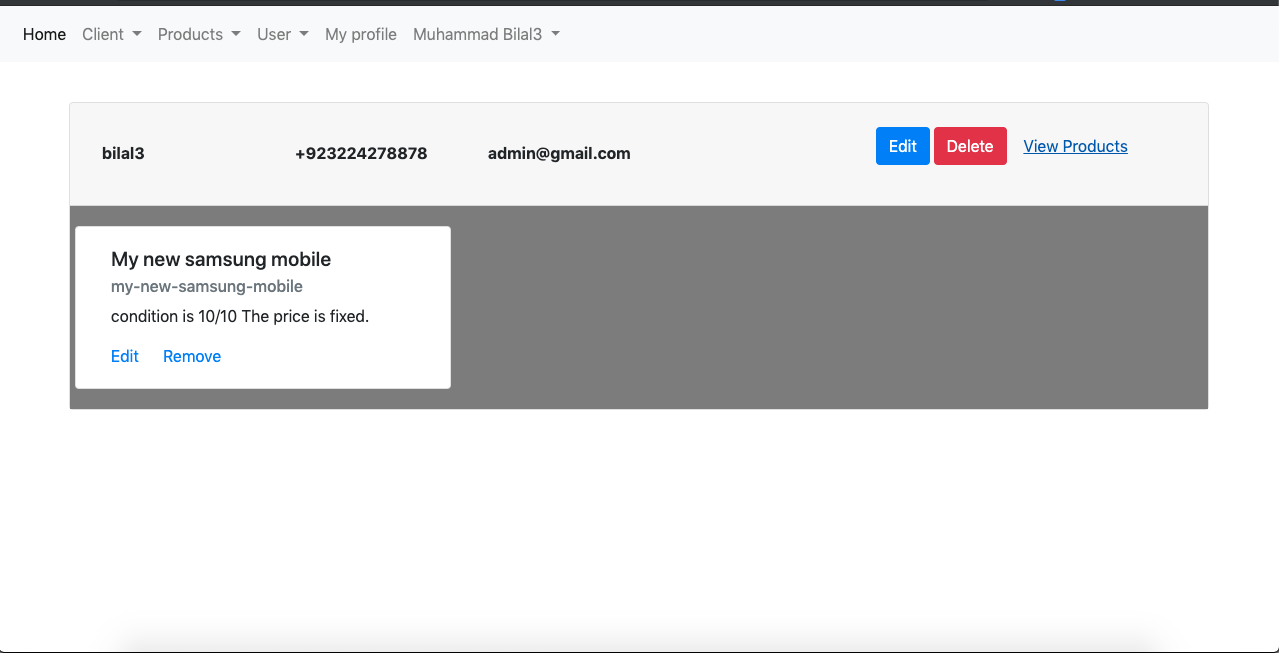 Home Client Products User My profile Muhammad Bilal3
bilal3 +923224278878 admin@gmail.com Edit Delete View Products
My new samsung mobile
my-new-samsung-mobile
condition is 10/10 The price is fixed.
Edit Remove